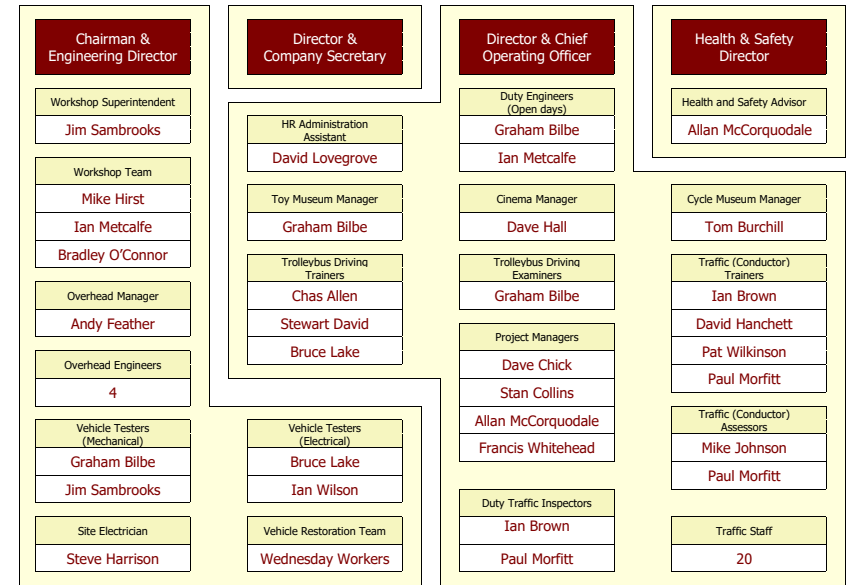 Chairman &
Engineering Director
Workshop Superintendent
Jim Sambrooks
Workshop Team
Mike Hirst
Ian Metcalfe
Bradley O’Connor
Overhead Manager
Andy Feather
Overhead Engineers
4
Vehicle Testers
(Mechanical)
Graham Bilbe
Jim Sambrooks
Site Electrician
Steve Harrison
Vehicle Testers
(Electrical)
Bruce Lake
Ian Wilson
Vehicle Restoration Team
Wednesday Workers
Director &
Company Secretary
Director & Chief
Operating Officer
HR Administration
Assistant
David Lovegrove
Toy Museum Manager
Graham Bilbe
Trolleybus Driving
Trainers
Chas Allen
Stewart David
Bruce Lake
Duty Engineers
(Open days)
Graham Bilbe
Ian Metcalfe
Cinema Manager
Dave Hall
Trolleybus Driving
Examiners
Graham Bilbe
Project Managers
Dave Chick
Stan Collins
Allan McCorquodale
Francis Whitehead
Duty Traffic Inspectors
Ian Brown
Paul Morfitt
Cycle Museum Manager
Tom Burchill
Traffic (Conductor)
Trainers
Ian Brown
David Hanchett
Pat Wilkinson
Paul Morfitt
Traffic (Conductor)
Assessors
Mike Johnson
Paul Morfitt
Traffic Staff
20
Health & Safety
Director
Health and Safety Advisor
Allan McCorquodale